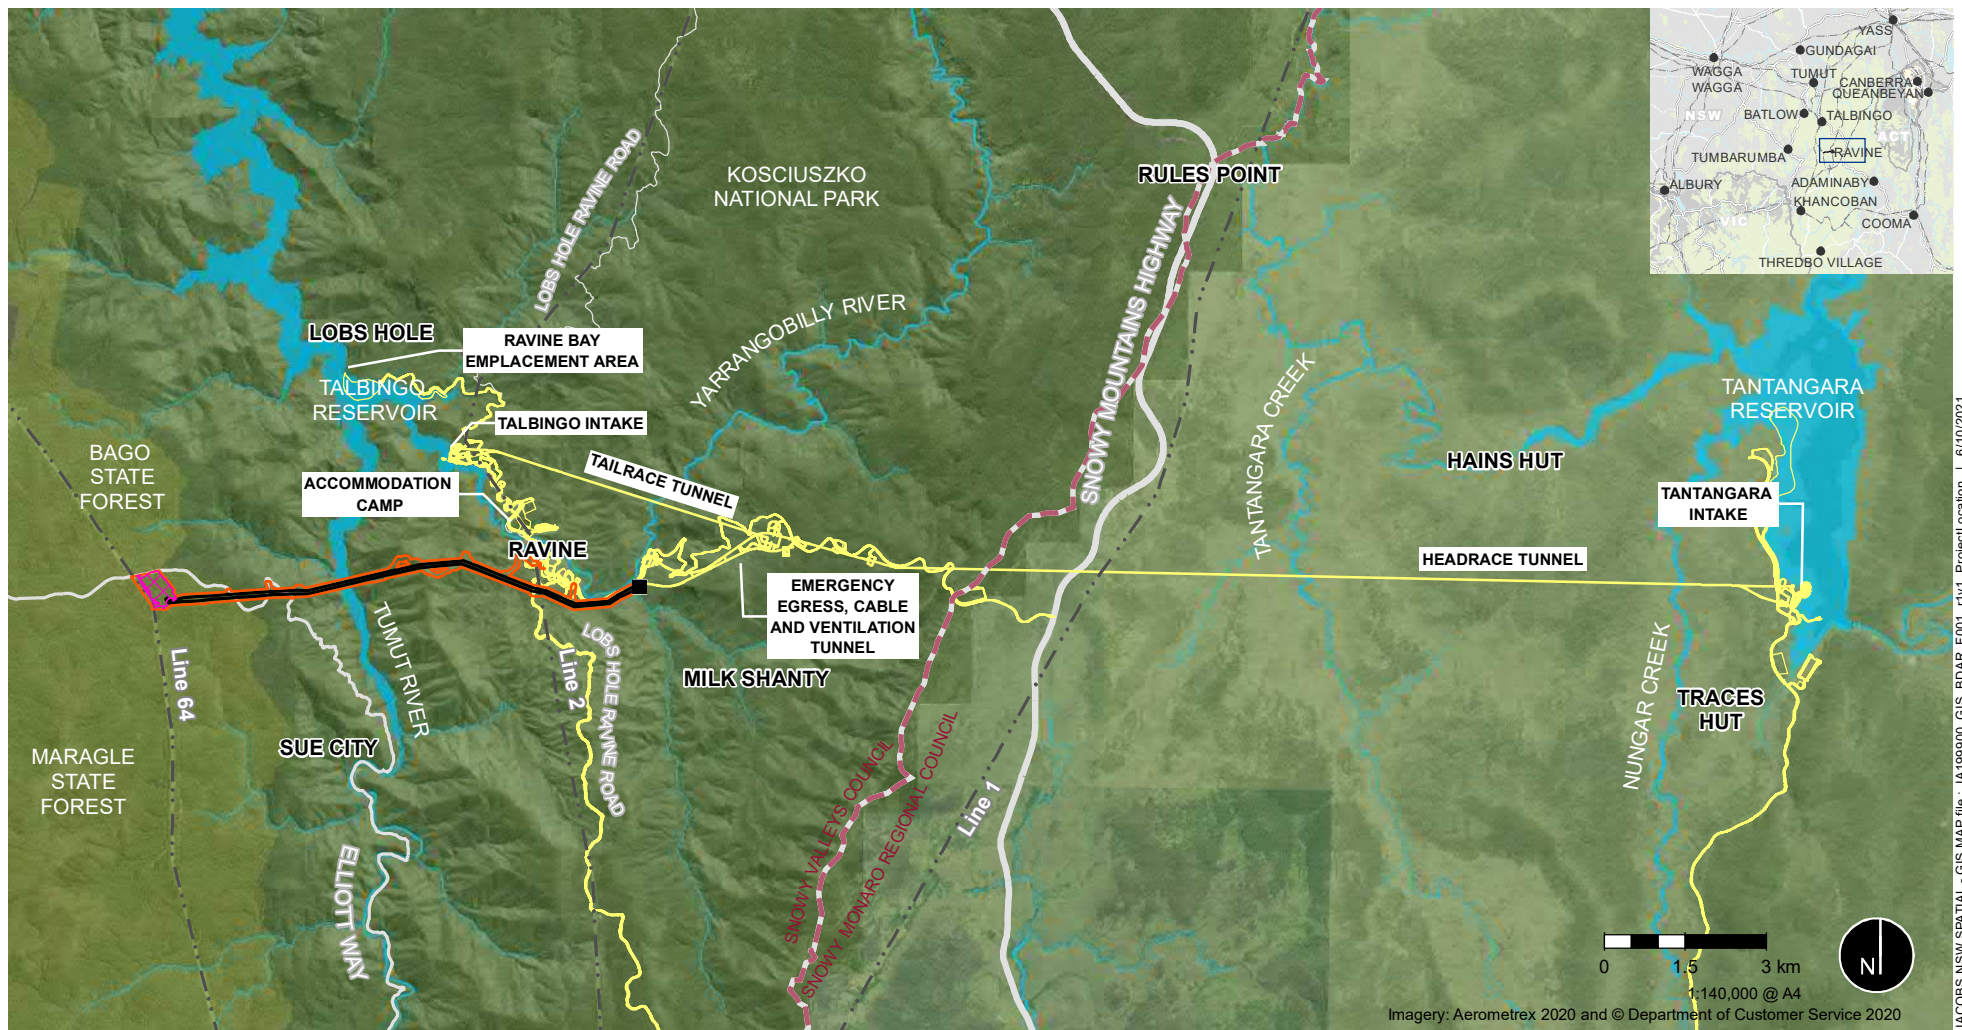 YASS
GUNDAGAI
WAGGA
WAGGA
TUMUT
CANBERRA
QUEANBEYAN
NSW
BATLOW
TALBINGO
ACT
TUMBARUMBA
RAVINE
ALBURY
ADAMINABY
KHANCOBAN
VIC
COOMA
THREDBO VILLAGE
LOBS HOLE RAVINE ROAD
KOSCIUSZKO
NATIONAL PARK
RULES POINT
SNOWY MOUNTAINS HIGHWAY
YARRANGOBILLY RIVER
LOBS HOLE
RAVINE BAY
EMPLACEMENT AREA
TALBINGO
RESERVOIR
TALBINGO INTAKE
TANTANGARA CREEK
TANTANGARA
RESERVOIR
BAGO
STATE
FOREST
ACCOMMODATION
CAMP
TAILRACE TUNNEL
HAINS HUT
TANTANGARA
INTAKE
RAVINE
HEADRACE TUNNEL
EMERGENCY
EGRESS, CABLE
AND VENTILATION
TUNNEL
TUMUT RIVER
Line 64
Line 2
LOBS HOLE RAVINE ROAD
MILK SHANTY
NUNGAR CREEK
TRACES
HUT
SUE CITY
MARAGLE
STATE
FOREST
SNOWY VALLEYS COUNCIL
SNOWY MONARO REGIONAL COUNCIL
Line 1
ELLIOTT WAY
0 1.5 3 km
N
1:140,000 @ A4
Imagery: Aerometrex 2020 and © Department of Customer Service 2020